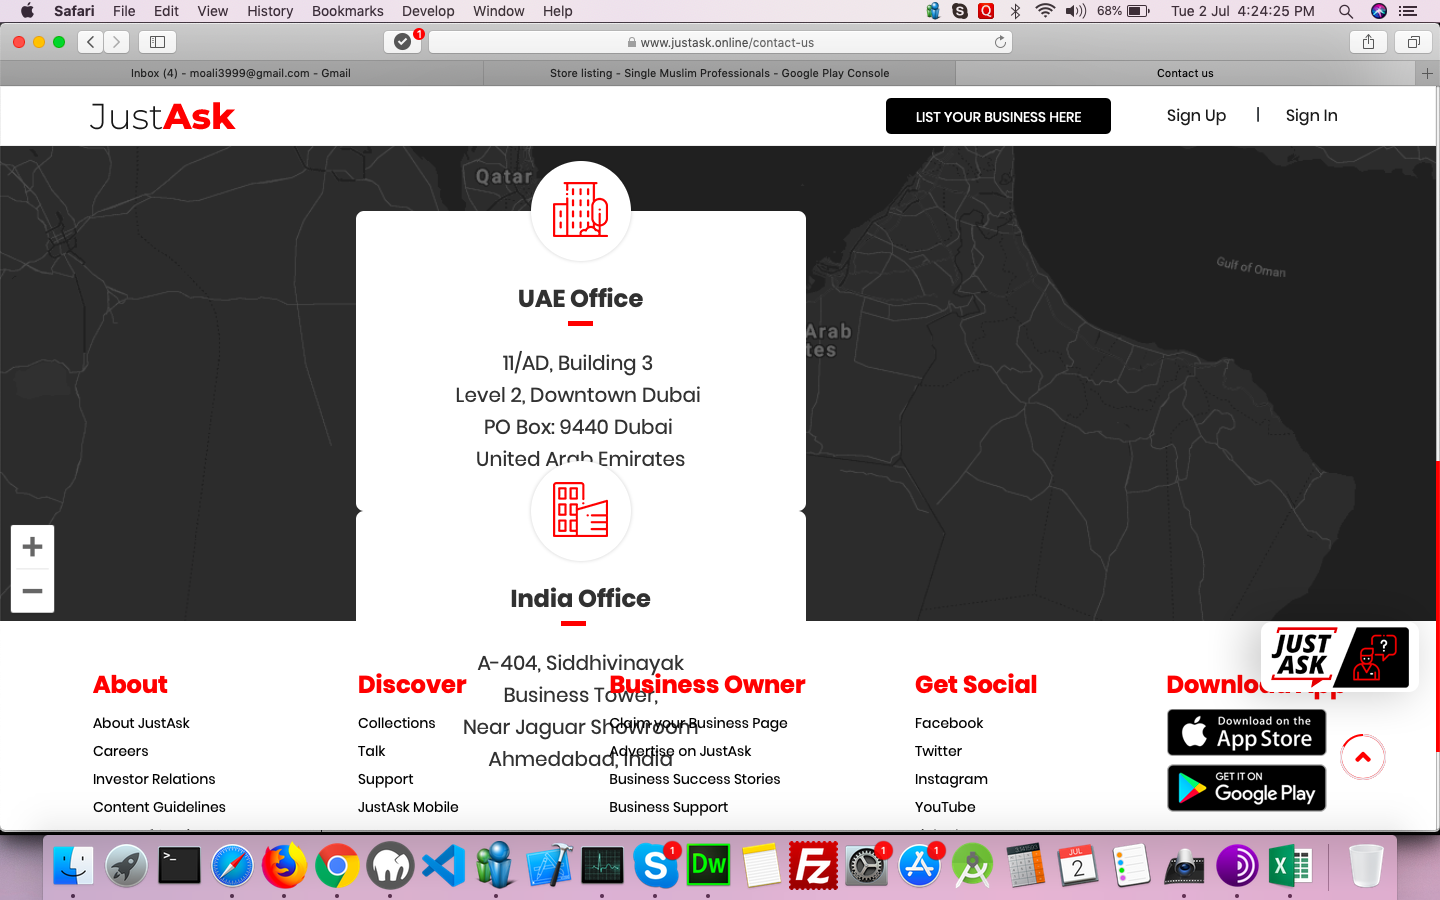 Safari File Edit View History Bookmarks Develop Window Help
68% Tue 2 Jul 4:24:25 PM
1
www.justask.online/contact-us
Inbox (4) - moali3999@gmail.com - Gmail
Store listing - Single Muslim Professionals - Google Play Console
Contact us
JustAsk
LIST YOUR BUSINESS HERE
Sign Up | Sign In
Qatar
Gulf of Oman
Arab
tes
UAE Office
11/AD, Building 3
Level 2, Downtown Dubai
PO Box: 9440 Dubai
United Arab Emirates
India Office
A-404, Siddhivinayak
Business Tower,
Near Jaguar Showroom
Ahmedabad, India
About
About JustAsk
Careers
Investor Relations
Content Guidelines
Discover
Collections
Talk
Support
JustAsk Mobile
Business Owner
Claim your Business Page
Advertise on JustAsk
Business Success Stories
Business Support
Get Social
Facebook
Twitter
Instagram
YouTube
JUST
ASK
?
Download App
Download on the
App Store
GET IT ON
Google Play
1
Dw
Fz
1
1
JUL
2